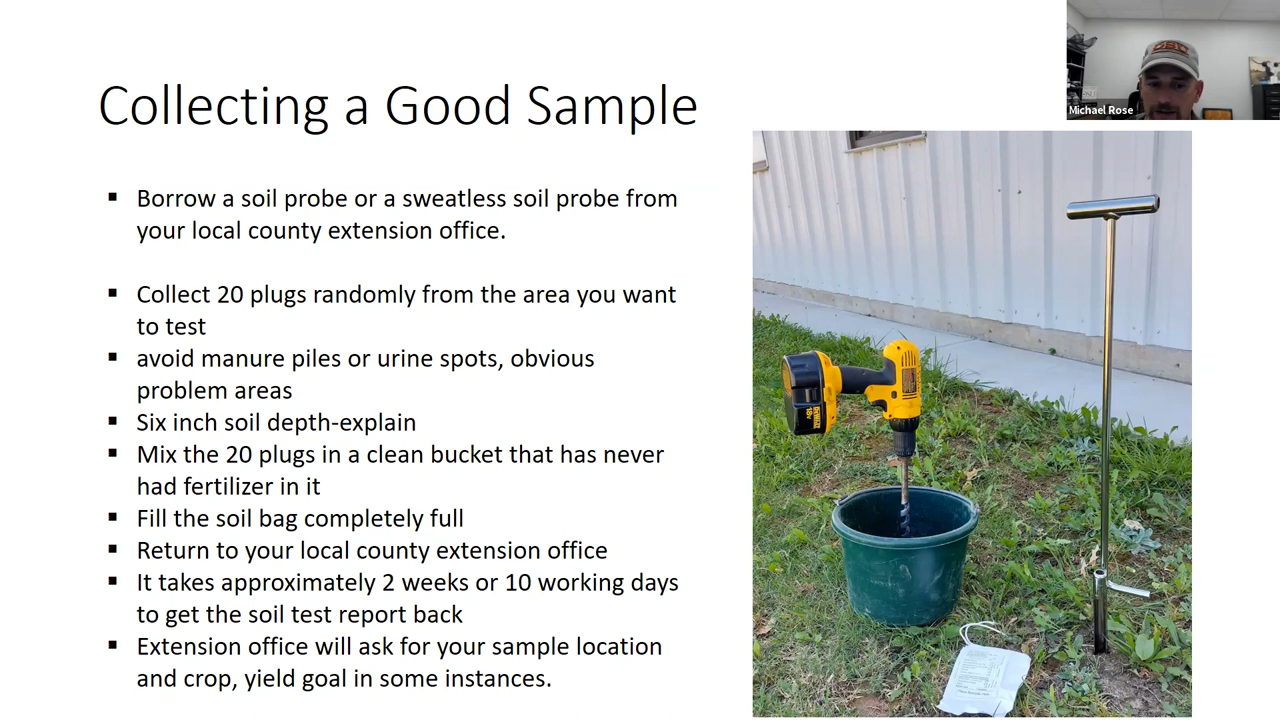 Collecting a Good Sample
Michael Rose
Borrow a soil probe or a sweatless soil probe from
your local county extension office.
Collect 20 plugs randomly from the area you want
to test
avoid manure piles or urine spots, obvious
problem areas
Six inch soil depth-explain
Mix the 20 plugs in a clean bucket that has never
had fertilizer in it
Fill the soil bag completely full
Return to your local county extension office
It takes approximately 2 weeks or 10 working days
to get the soil test report back
Extension office will ask for your sample location
and crop, yield goal in some instances.
DEWALT
18V